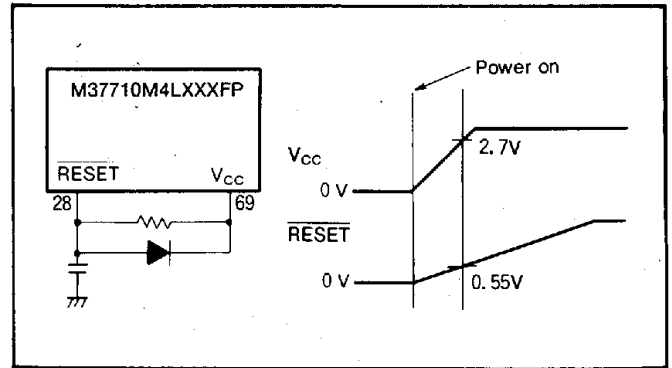 M37710M4LXXXFP
RESET
VCC
28
69
Power on
VCC
2.7V
0 V
RESET
0 V
0.55V